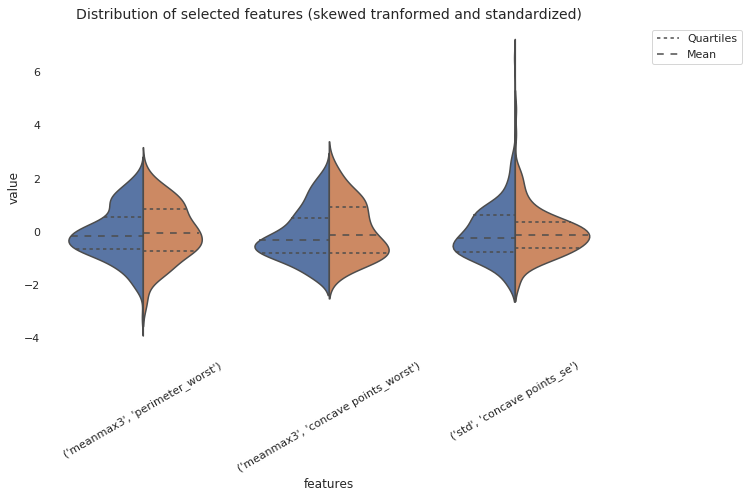 Distribution of selected features (skewed tranformed and standardized)
Quartiles
Mean
6
4
2
0
−2
−4
value
('meanmax3', 'perimeter_worst')
('meanmax3', 'concave points_worst')
('std', 'concave points_se')
features